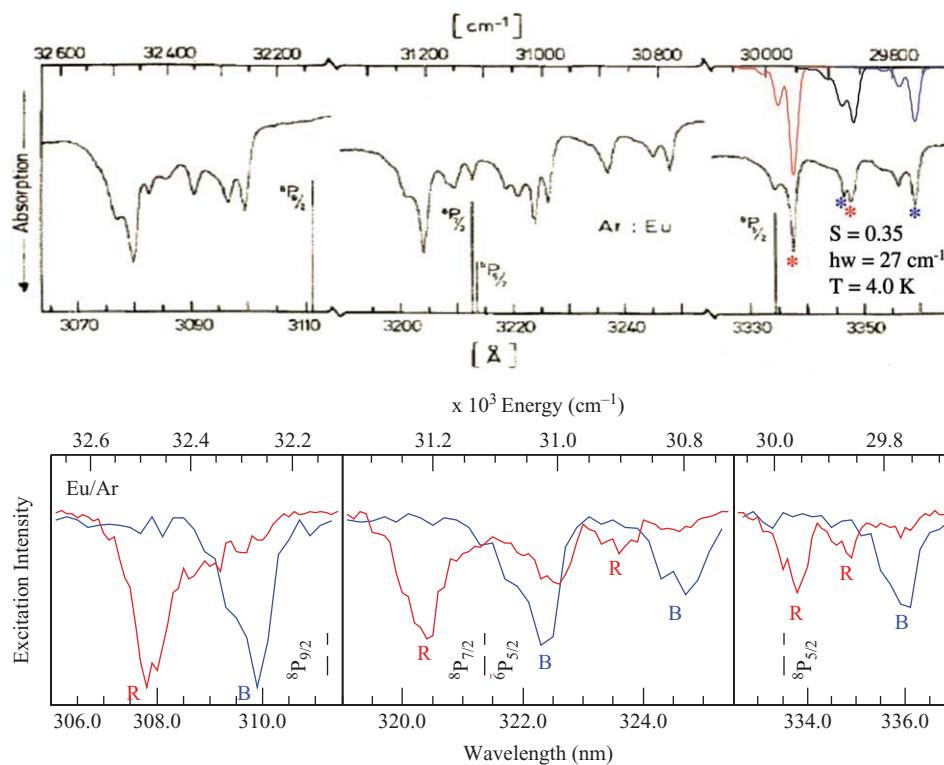 [ cm⁻¹ ]
32600 32400 32200 31200 31000 30800 30000 29800
Absorption
⁸P9/2
⁸P7/2
⁶P5/2
Ar : Eu
⁸P5/2
* * * *
S = 0.35
hw = 27 cm⁻¹
T = 4.0 K
3070 3090 3110 3200 3220 3240 3330 3350
[ Å ]
x 10³ Energy (cm⁻¹)
32.6 32.4 32.2 31.2 31.0 30.8 30.0 29.8
Eu/Ar
Excitation Intensity
R B ⁸P9/2 R ⁸P7/2 ⁶P5/2 B R B R ⁸P5/2 R B
306.0 308.0 310.0 320.0 322.0 324.0 334.0 336.0
Wavelength (nm)